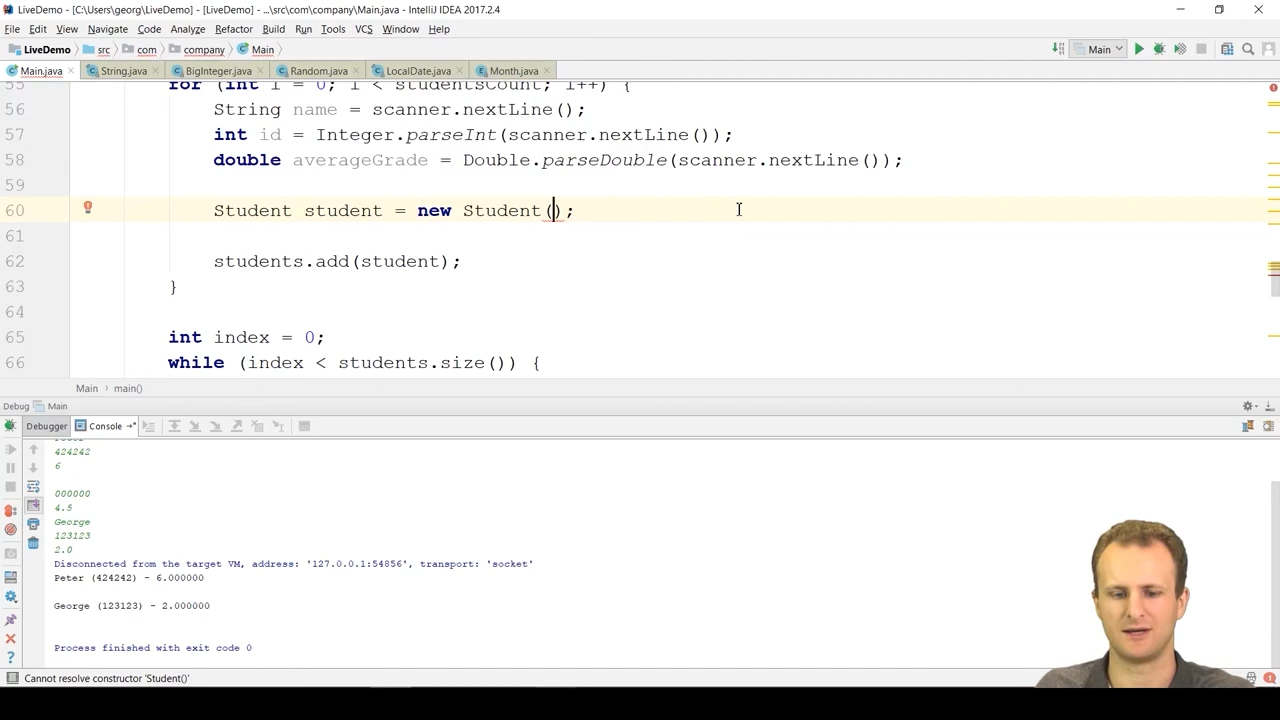 LiveDemo - [C:\Users\georg\LiveDemo] - [LiveDemo] - ...\src\com\company\Main.java - IntelliJ IDEA 2017.2.4
File Edit View Navigate Code Analyze Refactor Build Run Tools VCS Window Help
LiveDemo src com company Main Main
Main.java String.java BigInteger.java Random.java LocalDate.java Month.java
55 for (int i = 0; i < studentsCount; i++) {
56 String name = scanner.nextLine();
57 int id = Integer.parseInt(scanner.nextLine());
58 double averageGrade = Double.parseDouble(scanner.nextLine());
59
60 Student student = new Student();
61
62 students.add(student);
63 }
64
65 int index = 0;
66 while (index < students.size()) {
Main main()
Debug Main
Debugger Console
424242
6
000000
4.5
George
123123
2.0
Disconnected from the target VM, address: '127.0.0.1:54856', transport: 'socket'
Peter (424242) - 6.000000
George (123123) - 2.000000
Process finished with exit code 0
Cannot resolve constructor 'Student()'